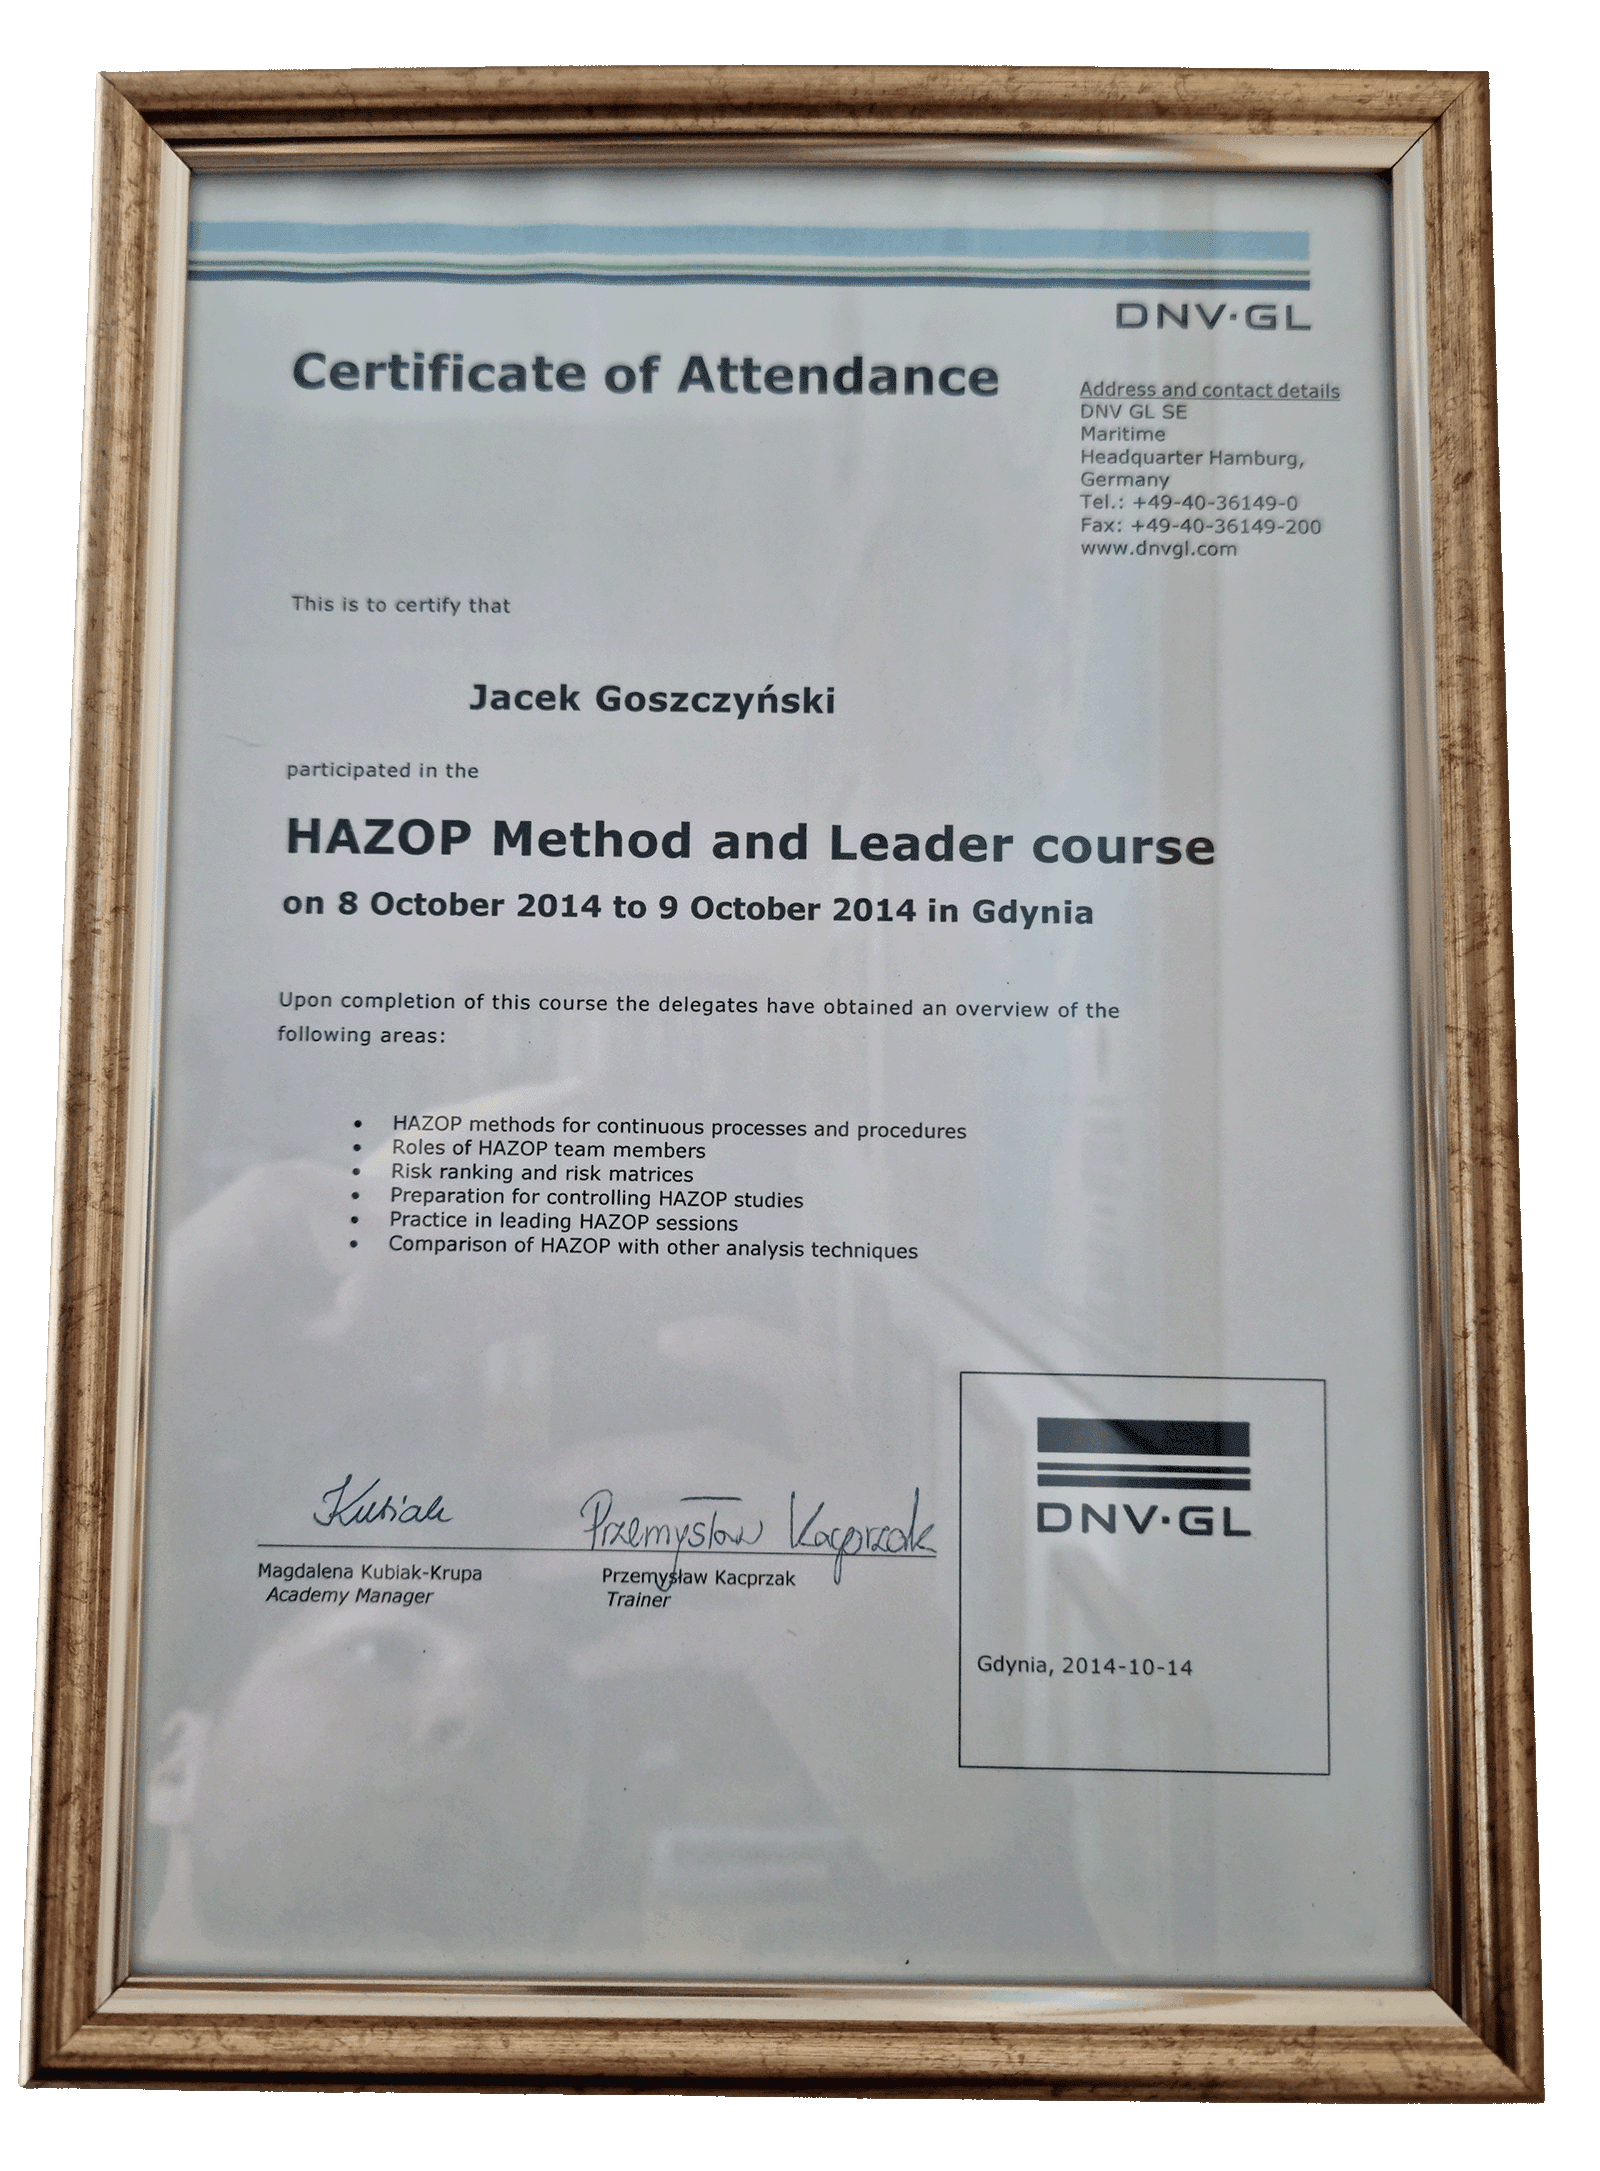 DNV·GL
Certificate of Attendance
Address and contact details
DNV GL SE
Maritime
Headquarter Hamburg,
Germany
Tel.: +49-40-36149-0
Fax: +49-40-36149-200
www.dnvgl.com
This is to certify that
Jacek Goszczyński
participated in the
HAZOP Method and Leader course
on 8 October 2014 to 9 October 2014 in Gdynia
Upon completion of this course the delegates have obtained an overview of the
following areas:
• HAZOP methods for continuous processes and procedures
• Roles of HAZOP team members
• Risk ranking and risk matrices
• Preparation for controlling HAZOP studies
• Practice in leading HAZOP sessions
• Comparison of HAZOP with other analysis techniques
Kubiak Przemysław Kacprzak
Magdalena Kubiak-Krupa Przemysław Kacprzak
Academy Manager Trainer
DNV·GL
Gdynia, 2014-10-14